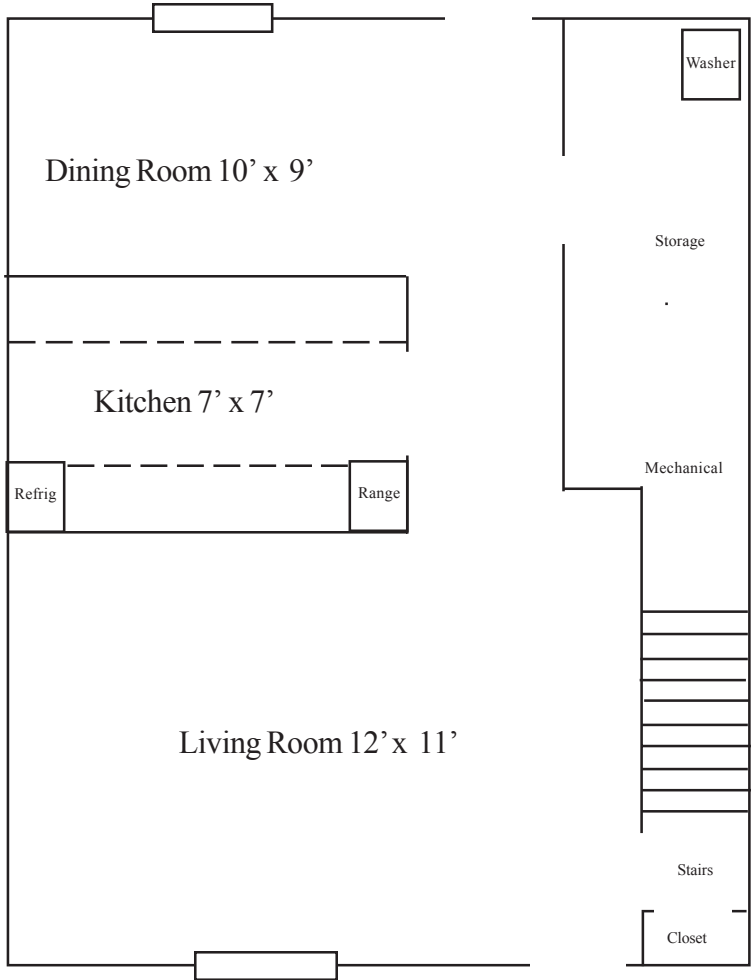 Washer
Dining Room 10’ x 9’
Storage
Kitchen 7’ x 7’
Mechanical
Refrig
Range
Living Room 12’ x 11’
Stairs
Closet